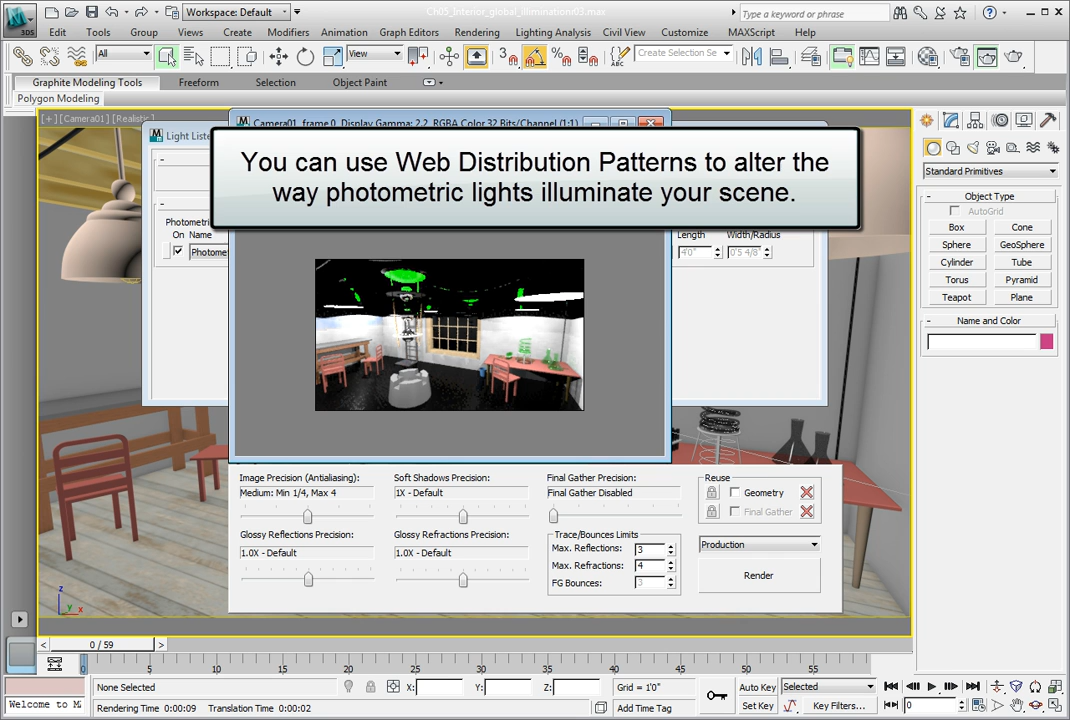 Workspace: Default
Ch05_Interior_global_illuminationr03.max
Type a keyword or phrase
3DS
Edit Tools Group Views Create Modifiers Animation Graph Editors Rendering Lighting Analysis Civil View Customize MAXScript Help
All
View
Create Selection Se
Graphite Modeling Tools Freeform Selection Object Paint
Polygon Modeling
[+] [Camera01] [Realistic]
Camera01, frame 0, Display Gamma: 2.2, RGBA Color 32 Bits/Channel (1:1)
Light Liste
You can use Web Distribution Patterns to alter the
way photometric lights illuminate your scene.
Photometri
On Name
Length Width/Radius
Photome
4'0" 0'5 4/8"
Standard Primitives
Object Type
AutoGrid
Box Cone
Sphere GeoSphere
Cylinder Tube
Torus Pyramid
Teapot Plane
Name and Color
Image Precision (Antialiasing): Soft Shadows Precision: Final Gather Precision: Reuse
Medium: Min 1/4, Max 4 1X - Default Final Gather Disabled Geometry
Final Gather
Glossy Reflections Precision: Glossy Refractions Precision: Trace/Bounces Limits
1.0X - Default 1.0X - Default Max. Reflections: 3 Production
Max. Refractions: 4
FG Bounces: 3
Render
z
y x
0 / 59
0 5 10 15 20 25 30 35 40 45 50 55
None Selected X: Y: Z: Grid = 1'0" Auto Key Selected
Welcome to M
Rendering Time 0:00:09 Translation Time 0:00:02 Add Time Tag Set Key Key Filters... 0